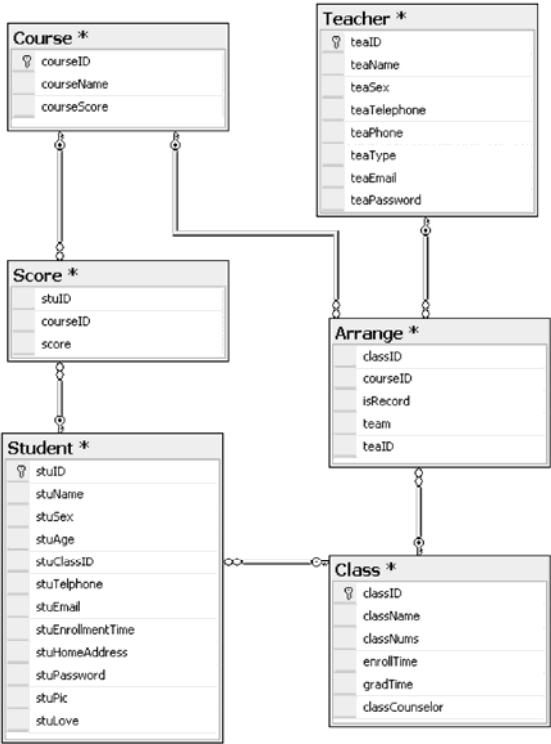 Course *
courseID
courseName
courseScore
Teacher *
teaID
teaName
teaSex
teaTelephone
teaPhone
teaType
teaEmail
teaPassword
Score *
stuID
courseID
score
Arrange *
classID
courseID
isRecord
team
teaID
Student *
stuID
stuName
stuSex
stuAge
stuClassID
stuTelphone
stuEmail
stuEnrollmentTime
stuHomeAddress
stuPassword
stuPic
stuLove
Class *
classID
className
classNums
enrollTime
gradTime
classCounselor